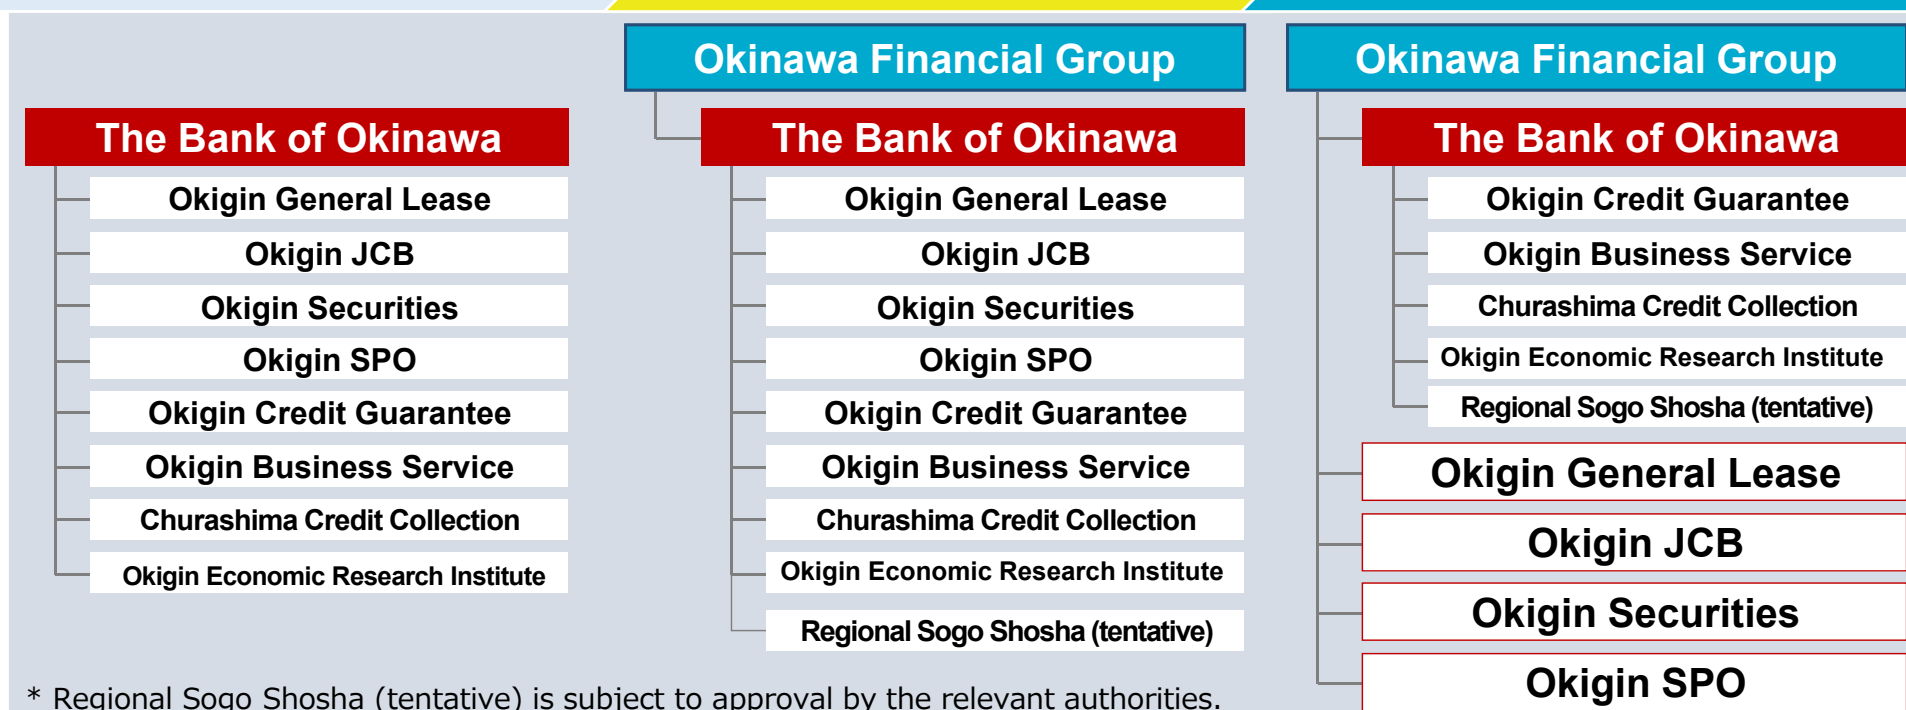 The Bank of Okinawa
Okigin General Lease
Okigin JCB
Okigin Securities
Okigin SPO
Okigin Credit Guarantee
Okigin Business Service
Churashima Credit Collection
Okigin Economic Research Institute
Okinawa Financial Group
The Bank of Okinawa
Okigin General Lease
Okigin JCB
Okigin Securities
Okigin SPO
Okigin Credit Guarantee
Okigin Business Service
Churashima Credit Collection
Okigin Economic Research Institute
Regional Sogo Shosha (tentative)
Okinawa Financial Group
The Bank of Okinawa
Okigin Credit Guarantee
Okigin Business Service
Churashima Credit Collection
Okigin Economic Research Institute
Regional Sogo Shosha (tentative)
Okigin General Lease
Okigin JCB
Okigin Securities
Okigin SPO
* Regional Sogo Shosha (tentative) is subject to approval by the relevant authorities.